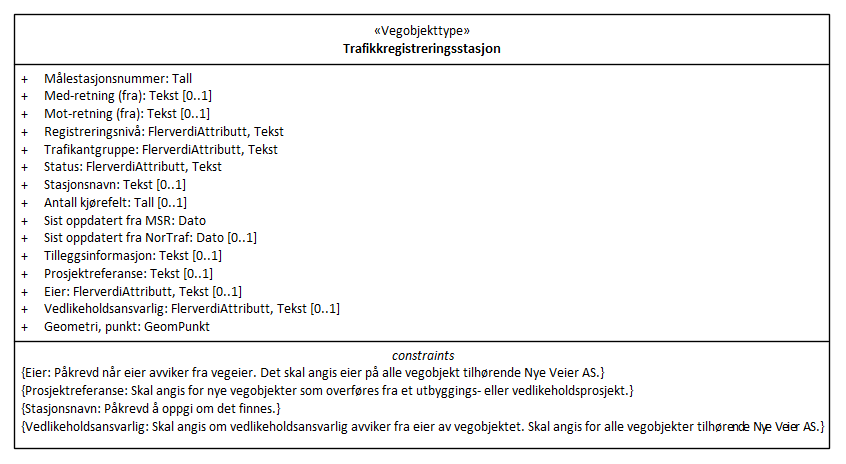 «Vegobjekttype»
Trafikkregistreringsstasjon
+ Målestasjonsnummer: Tall
+ Med-retning (fra): Tekst [0..1]
+ Mot-retning (fra): Tekst [0..1]
+ Registreringsnivå: FlerverdiAttributt, Tekst
+ Trafikantgruppe: FlerverdiAttributt, Tekst
+ Status: FlerverdiAttributt, Tekst
+ Stasjonsnavn: Tekst [0..1]
+ Antall kjørefelt: Tall [0..1]
+ Sist oppdatert fra MSR: Dato
+ Sist oppdatert fra NorTraf: Dato [0..1]
+ Tilleggsinformasjon: Tekst [0..1]
+ Prosjektreferanse: Tekst [0..1]
+ Eier: FlerverdiAttributt, Tekst [0..1]
+ Vedlikeholdsansvarlig: FlerverdiAttributt, Tekst [0..1]
+ Geometri, punkt: GeomPunkt
constraints
{Eier: Påkrevd når eier avviker fra vegeier. Det skal angis eier på alle vegobjekt tilhørende Nye Veier AS.}
{Prosjektreferanse: Skal angis for nye vegobjekter som overføres fra et utbyggings- eller vedlikeholdsprosjekt.}
{Stasjonsnavn: Påkrevd å oppgi om det finnes.}
{Vedlikeholdsansvarlig: Skal angis om vedlikeholdsansvarlig avviker fra eier av vegobjektet. Skal angis for alle vegobjekter tilhørende Nye Veier AS.}